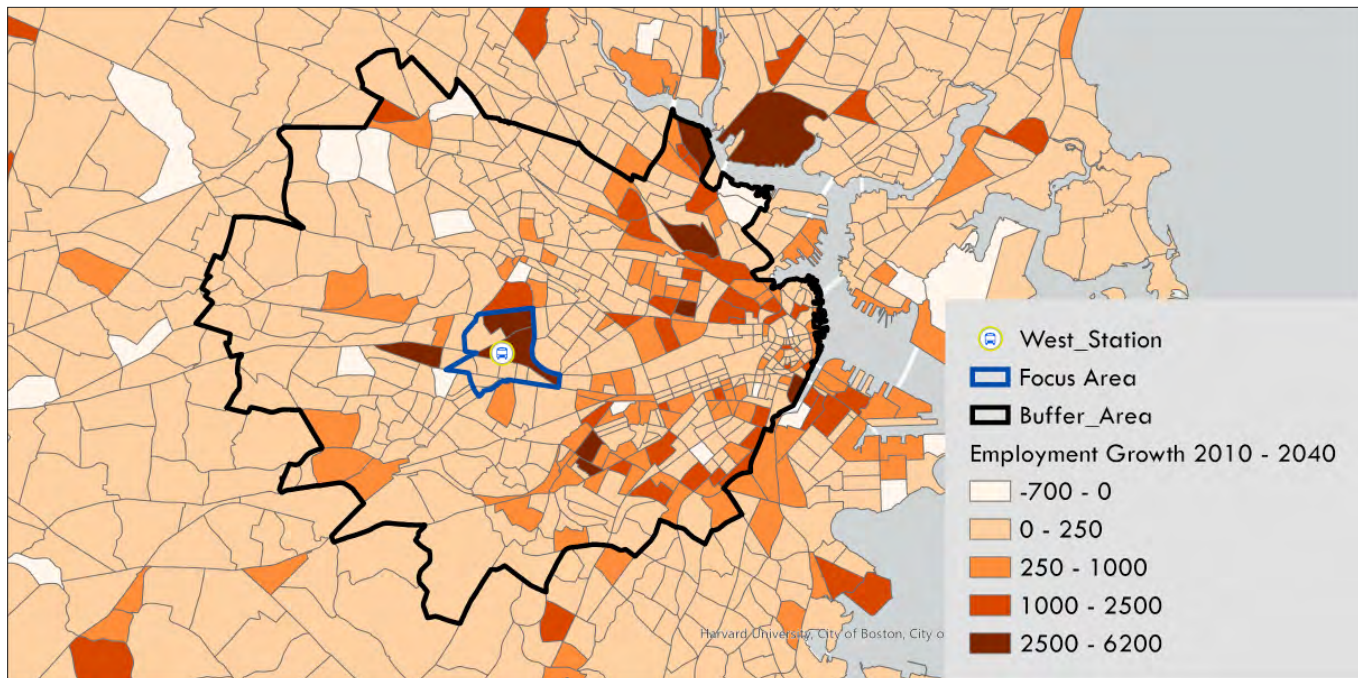 West_Station
Focus Area
Buffer_Area
Employment Growth 2010 - 2040
-700 - 0
0 - 250
250 - 1000
1000 - 2500
2500 - 6200
Harvard University, City of Boston, City o